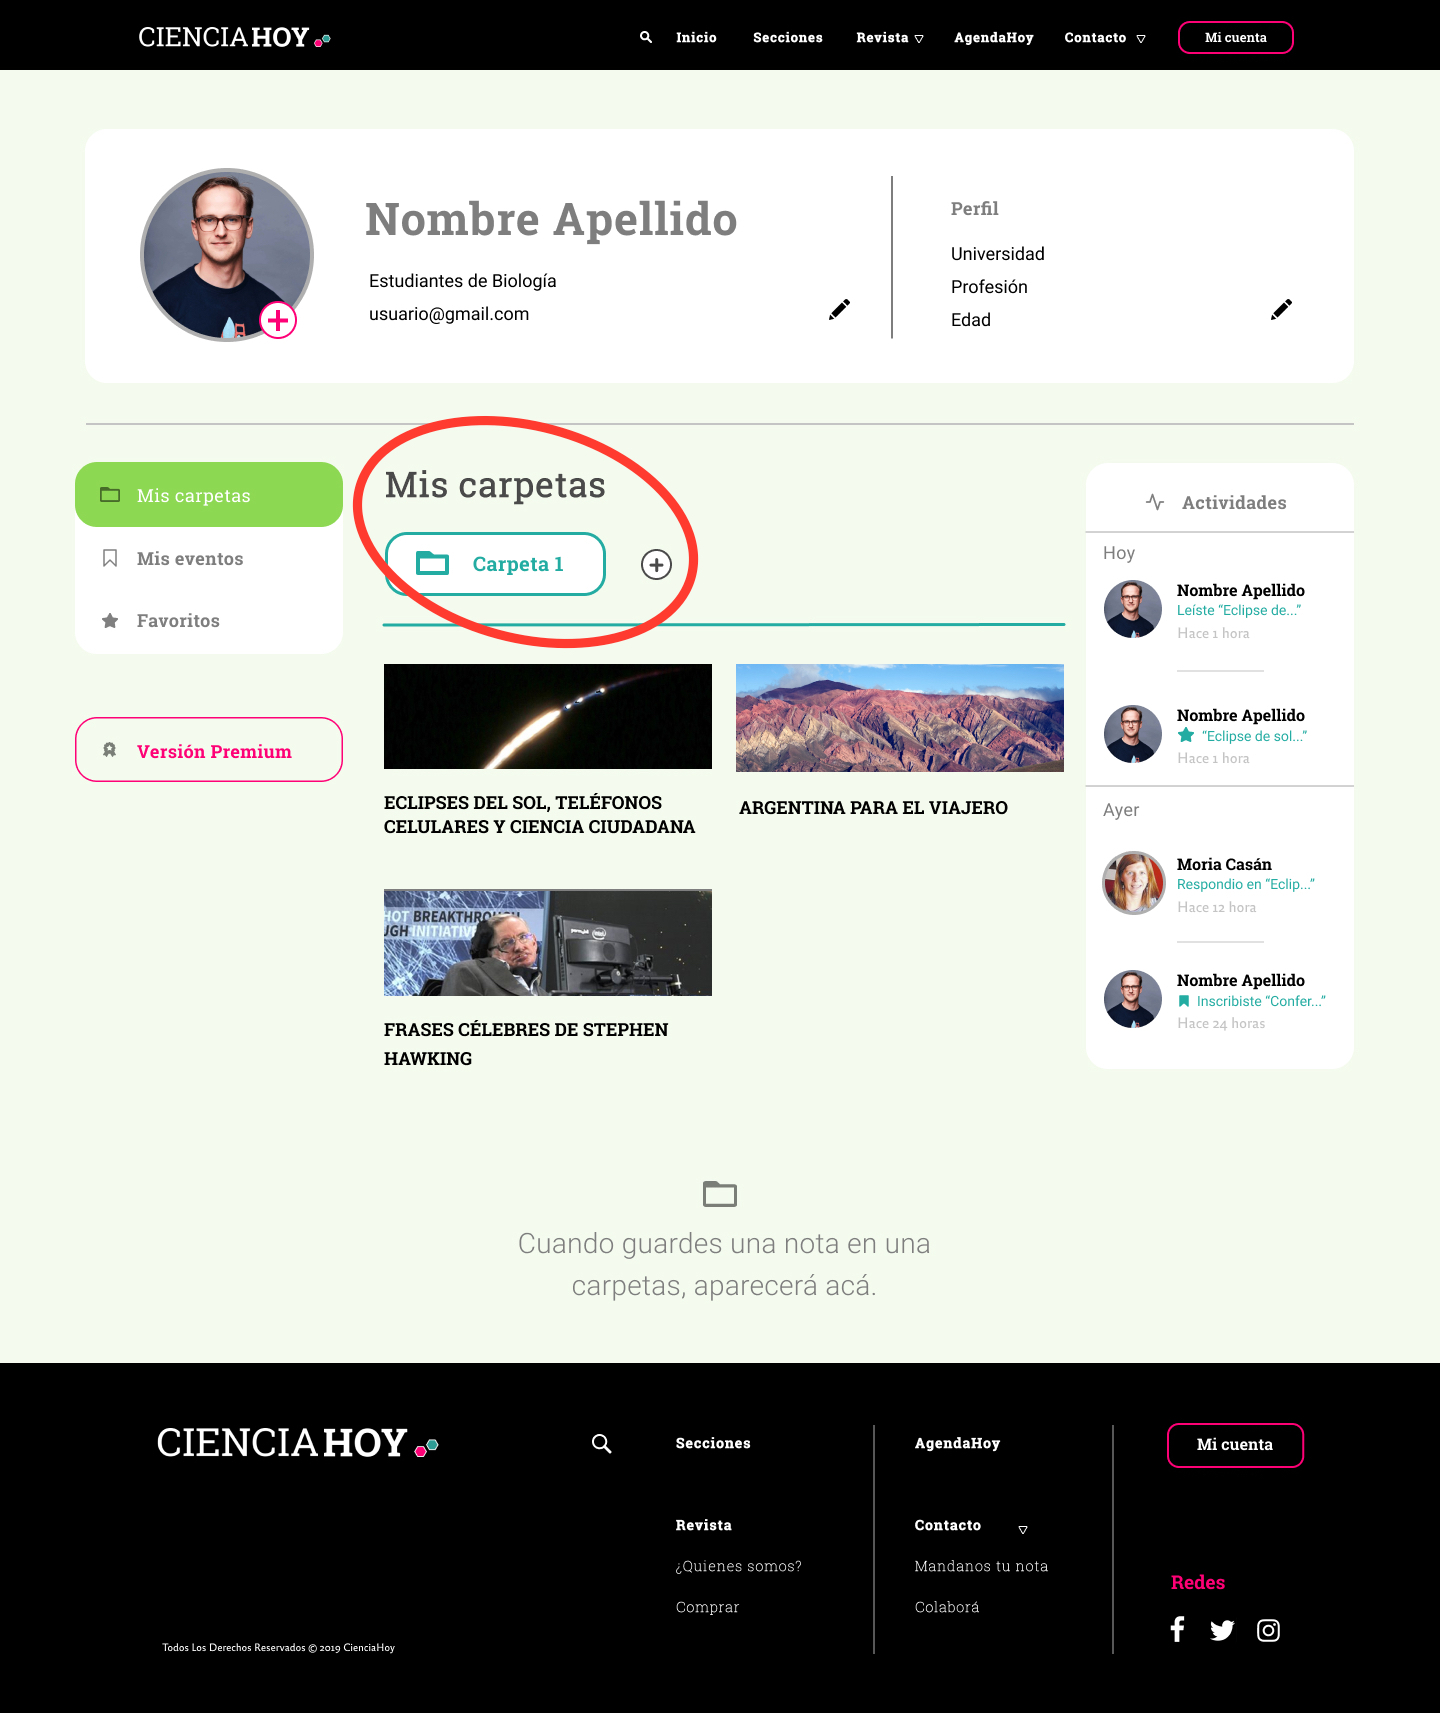 CIENCIAHOY
Inicio
Secciones
Revista
AgendaHoy
Contacto
Mi cuenta
Nombre Apellido
Estudiantes de Biología
usuario@gmail.com
Perfil
Universidad
Profesión
Edad
Mis carpetas
Mis eventos
Favoritos
Versión Premium
Mis carpetas
Carpeta 1
ECLIPSES DEL SOL, TELÉFONOS
CELULARES Y CIENCIA CIUDADANA
ARGENTINA PARA EL VIAJERO
HOT BREAKTHROUGH
UGH INITIATIVE
FRASES CÉLEBRES DE STEPHEN
HAWKING
Actividades
Hoy
Nombre Apellido
Leíste “Eclipse de...”
Hace 1 hora
Nombre Apellido
“Eclipse de sol...”
Hace 1 hora
Ayer
Moria Casán
Respondio en “Eclip...”
Hace 12 hora
Nombre Apellido
Inscribiste “Confer...”
Hace 24 horas
Cuando guardes una nota en una
carpetas, aparecerá acá.
CIENCIAHOY
Todos Los Derechos Reservados © 2019 CienciaHoy
Secciones
Revista
¿Quienes somos?
Comprar
AgendaHoy
Contacto
Mandanos tu nota
Colaborá
Mi cuenta
Redes